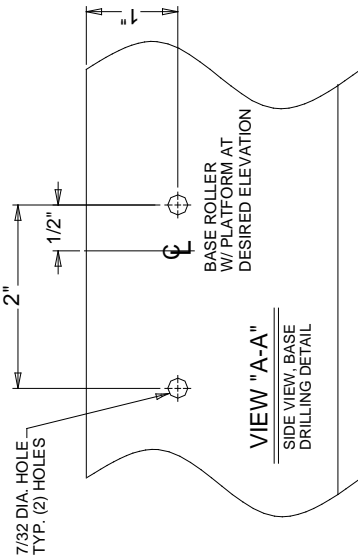 7/32 DIA. HOLE
TYP. (2) HOLES
2"
1/2"
1"
℄
BASE ROLLER
W/ PLATFORM AT
DESIRED ELEVATION
VIEW "A-A"
SIDE VIEW, BASE
DRILLING DETAIL